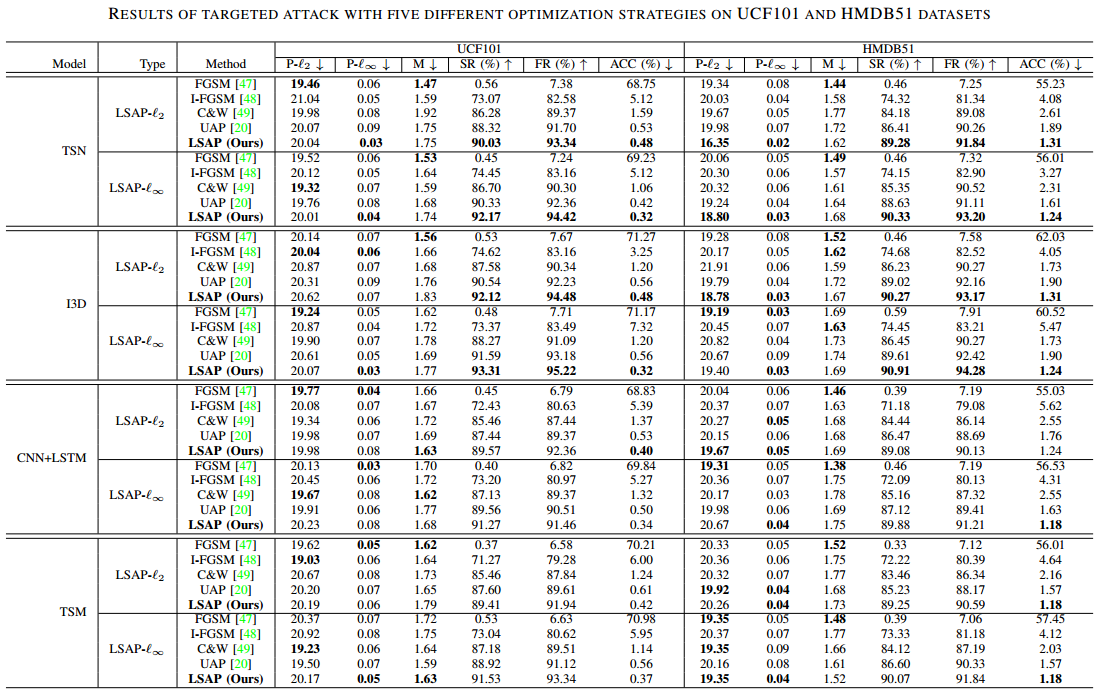 RESULTS OF TARGETED ATTACK WITH FIVE DIFFERENT OPTIMIZATION STRATEGIES ON UCF101 AND HMDB51 DATASETS
Model Type Method UCF101 HMDB51
P-ℓ2 ↓ P-ℓ∞ ↓ M ↓ SR (%) ↑ FR (%) ↑ ACC (%) ↓ P-ℓ2 ↓ P-ℓ∞ ↓ M ↓ SR (%) ↑ FR (%) ↑ ACC (%) ↓
TSN
LSAP-ℓ2
FGSM [47] 19.46 0.06 1.47 0.56 7.38 68.75 19.34 0.08 1.44 0.46 7.25 55.23
I-FGSM [48] 21.04 0.05 1.59 73.07 82.58 5.12 20.03 0.04 1.58 74.32 81.34 4.08
C&W [49] 19.98 0.08 1.92 86.28 89.37 1.59 19.67 0.05 1.77 84.18 89.08 2.61
UAP [20] 20.07 0.09 1.75 88.32 91.70 0.53 19.98 0.07 1.72 86.41 90.26 1.89
LSAP (Ours) 20.04 0.03 1.75 90.03 93.34 0.48 16.35 0.02 1.62 89.28 91.84 1.31
LSAP-ℓ∞
FGSM [47] 19.52 0.06 1.53 0.45 7.24 69.23 20.06 0.05 1.49 0.46 7.32 56.01
I-FGSM [48] 20.12 0.05 1.64 74.45 83.16 5.12 20.30 0.05 1.57 74.15 82.90 3.27
C&W [49] 19.32 0.07 1.59 86.70 90.30 1.06 20.32 0.06 1.61 85.35 90.52 2.31
UAP [20] 19.76 0.08 1.68 90.33 92.36 0.42 19.24 0.04 1.64 88.63 91.11 1.61
LSAP (Ours) 20.01 0.04 1.74 92.17 94.42 0.32 18.80 0.03 1.68 90.33 93.20 1.24
I3D
LSAP-ℓ2
FGSM [47] 20.14 0.07 1.56 0.53 7.67 71.27 19.28 0.08 1.52 0.46 7.58 62.03
I-FGSM [48] 20.04 0.06 1.66 74.62 83.16 3.25 20.17 0.05 1.62 74.68 82.52 4.05
C&W [49] 20.87 0.07 1.68 87.58 90.34 1.20 21.91 0.06 1.59 86.23 90.27 1.73
UAP [20] 20.31 0.09 1.76 90.54 92.23 0.56 19.79 0.04 1.72 89.02 92.16 1.90
LSAP (Ours) 20.62 0.07 1.83 92.12 94.48 0.48 18.78 0.03 1.67 90.27 93.17 1.31
LSAP-ℓ∞
FGSM [47] 19.24 0.05 1.62 0.48 7.71 71.17 19.19 0.03 1.69 0.59 7.91 60.52
I-FGSM [48] 20.87 0.04 1.72 73.37 83.49 7.32 20.45 0.07 1.63 74.45 83.21 5.47
C&W [49] 19.90 0.07 1.78 88.27 91.09 1.20 20.82 0.04 1.73 86.45 90.27 1.73
UAP [20] 20.61 0.05 1.69 91.59 93.18 0.56 20.67 0.09 1.74 89.61 92.42 1.90
LSAP (Ours) 20.07 0.03 1.77 93.31 95.22 0.32 19.40 0.03 1.69 90.91 94.28 1.24
CNN+LSTM
LSAP-ℓ2
FGSM [47] 19.77 0.04 1.66 0.45 6.79 68.83 20.04 0.06 1.46 0.39 7.19 55.03
I-FGSM [48] 20.08 0.07 1.67 72.43 80.63 5.39 20.37 0.07 1.63 71.18 79.08 5.62
C&W [49] 19.34 0.06 1.72 85.46 87.44 1.37 20.27 0.05 1.68 84.44 86.14 2.55
UAP [20] 19.98 0.07 1.69 87.44 89.37 0.53 20.15 0.06 1.68 86.47 88.69 1.76
LSAP (Ours) 19.98 0.08 1.63 89.57 92.36 0.40 19.67 0.05 1.69 89.08 90.13 1.24
LSAP-ℓ∞
FGSM [47] 20.13 0.03 1.70 0.40 6.82 69.84 19.31 0.05 1.38 0.46 7.19 56.53
I-FGSM [48] 20.45 0.06 1.72 73.20 80.97 5.27 20.36 0.07 1.75 72.09 80.13 4.31
C&W [49] 19.67 0.08 1.62 87.13 89.37 1.32 20.17 0.03 1.78 85.16 87.32 2.55
UAP [20] 19.91 0.06 1.77 89.56 90.51 0.50 19.98 0.06 1.69 87.12 89.41 1.63
LSAP (Ours) 20.23 0.08 1.68 91.27 91.46 0.34 20.67 0.04 1.75 89.88 91.21 1.18
TSM
LSAP-ℓ2
FGSM [47] 19.62 0.05 1.62 0.37 6.58 70.21 20.33 0.05 1.52 0.33 7.12 56.01
I-FGSM [48] 19.03 0.06 1.64 71.27 79.28 6.00 20.36 0.06 1.75 72.22 80.39 4.64
C&W [49] 20.67 0.08 1.73 85.46 87.84 1.24 20.32 0.07 1.77 83.46 86.34 2.16
UAP [20] 20.20 0.07 1.65 87.60 89.61 0.61 19.92 0.04 1.68 85.23 88.17 1.57
LSAP (Ours) 20.19 0.06 1.79 89.41 91.94 0.42 20.26 0.04 1.73 89.25 90.59 1.18
LSAP-ℓ∞
FGSM [47] 20.37 0.07 1.72 0.53 6.63 70.98 19.35 0.05 1.48 0.39 7.06 57.45
I-FGSM [48] 20.92 0.08 1.75 73.04 80.62 5.95 20.37 0.07 1.77 73.33 81.18 4.12
C&W [49] 19.23 0.06 1.64 87.18 89.51 1.14 19.35 0.09 1.66 84.12 87.19 2.03
UAP [20] 19.50 0.07 1.59 88.92 91.12 0.56 20.16 0.08 1.61 86.60 90.33 1.57
LSAP (Ours) 20.17 0.05 1.63 91.53 93.34 0.37 19.35 0.04 1.52 90.07 91.84 1.18